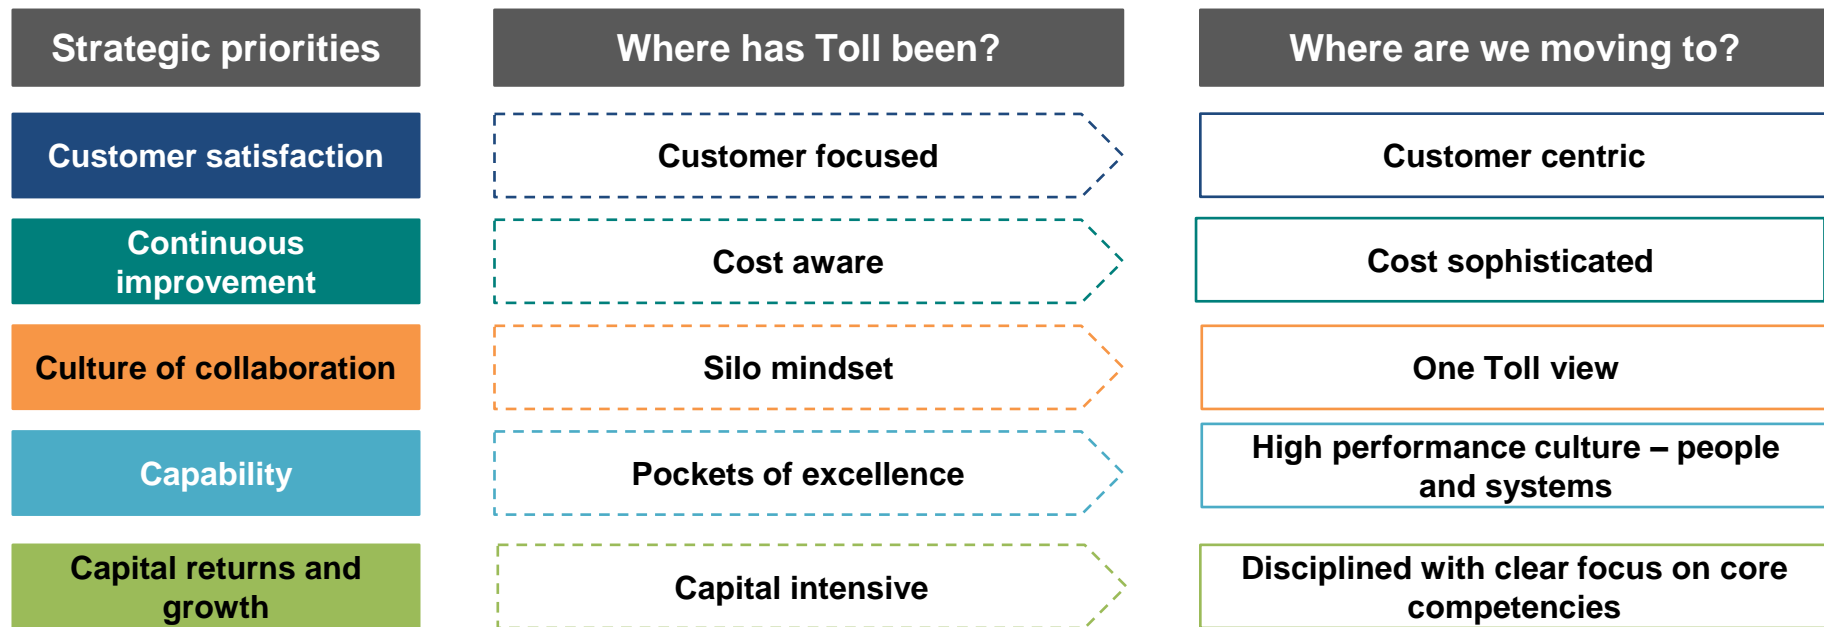 Strategic priorities
Where has Toll been?
Where are we moving to?
Customer satisfaction
Customer focused
Customer centric
Continuous
improvement
Cost aware
Cost sophisticated
Culture of collaboration
Silo mindset
One Toll view
Capability
Pockets of excellence
High performance culture – people
and systems
Capital returns and
growth
Capital intensive
Disciplined with clear focus on core
competencies